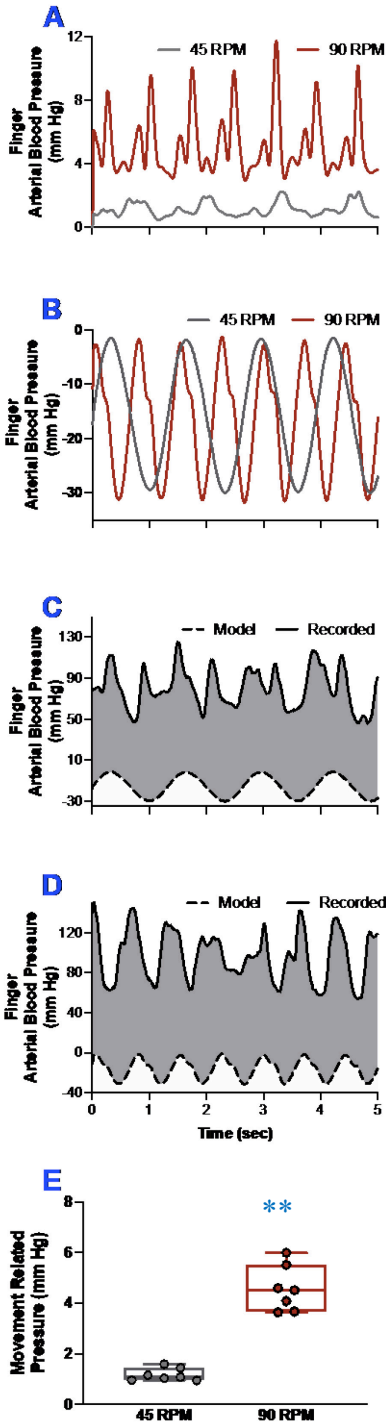 A
45 RPM 90 RPM
Finger
Arterial Blood Pressure
(mm Hg)
12
8
4
0
B
45 RPM 90 RPM
Finger
Arterial Blood Pressure
(mm Hg)
0
-10
-20
-30
C
Model Recorded
Finger
Arterial Blood Pressure
(mm Hg)
130
90
50
10
-30
D
Model Recorded
Finger
Arterial Blood Pressure
(mm Hg)
120
80
40
0
-40
0 1 2 3 4 5
Time (sec)
E
**
Movement Related
Pressure (mm Hg)
8
6
4
2
0
45 RPM 90 RPM